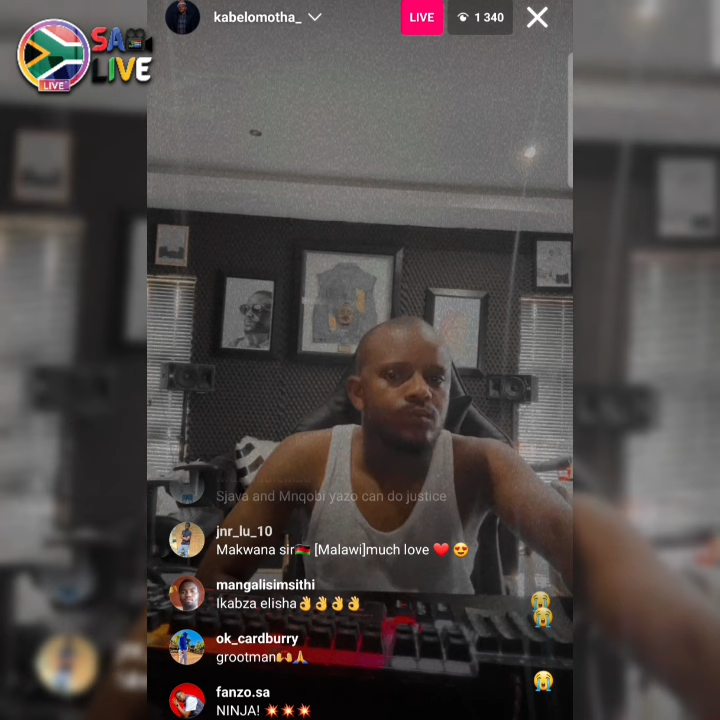 SA
LIVE
LIVE
kabelomotha_
LIVE
1 340
Sjava and Mnqobi yazo can do justice
jnr_lu_10
Makwana sir🇲🇼 [Malawi]much love ❤️😍
mangalisimsithi
Ikabza elisha👌👌👌👌
ok_cardburry
grootman🙌🙏
fanzo.sa
NINJA! 💥💥💥